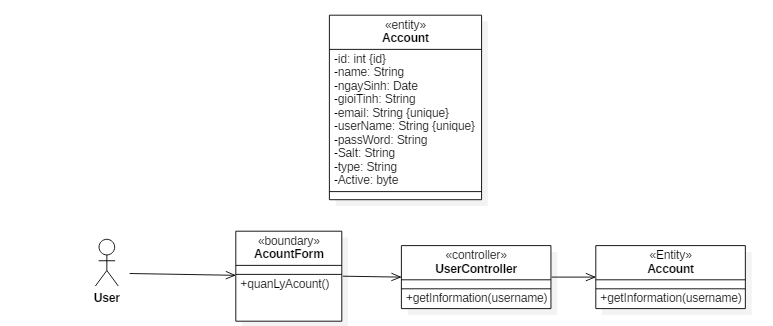 «entity»
Account
-id: int {id}
-name: String
-ngaySinh: Date
-gioiTinh: String
-email: String {unique}
-userName: String {unique}
-passWord: String
-Salt: String
-type: String
-Active: byte
User
«boundary»
AcountForm
+quanLyAcount()
«controller»
UserController
+getInformation(username)
«Entity»
Account
+getInformation(username)